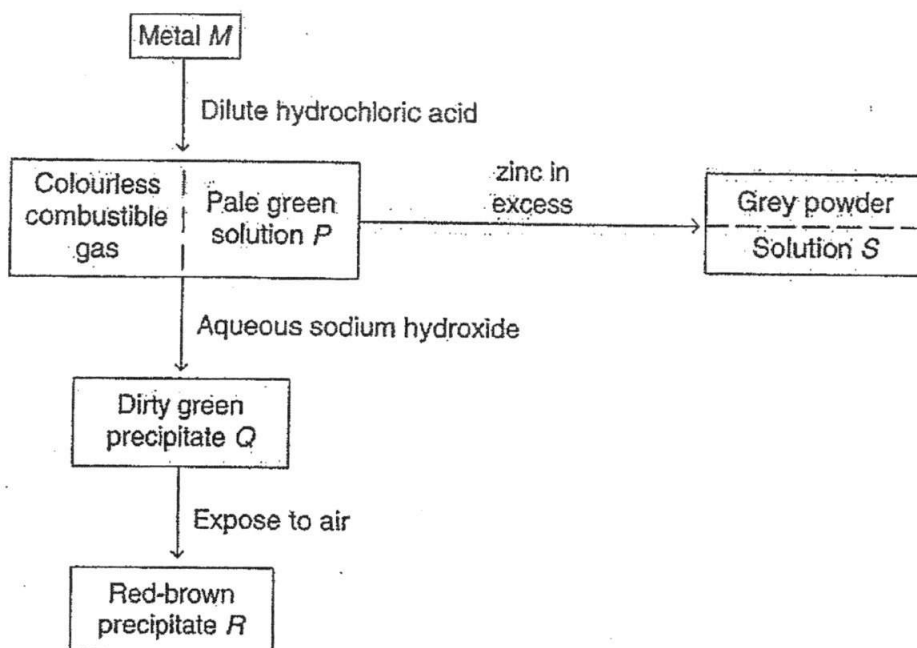 Metal M
Dilute hydrochloric acid
Colourless
combustible
gas
Pale green
solution P
zinc in
excess
Grey powder
Solution S
Aqueous sodium hydroxide
Dirty green
precipitate Q
Expose to air
Red-brown
precipitate R